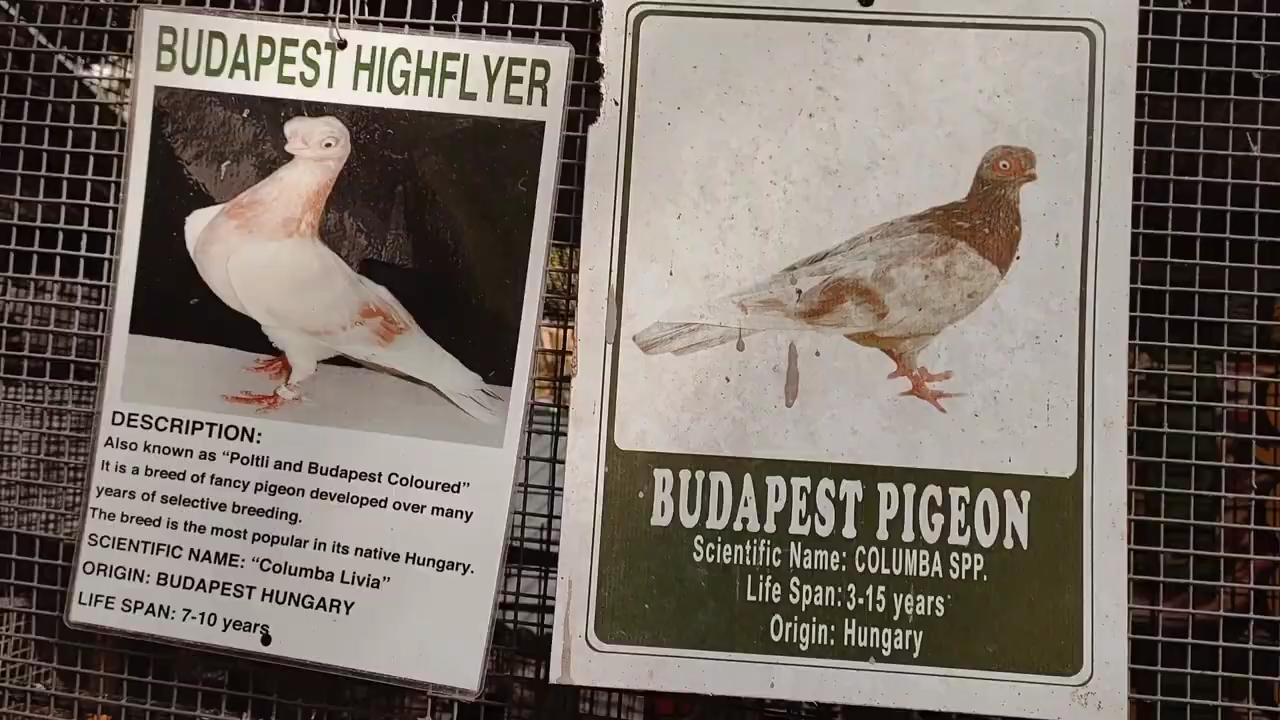 BUDAPEST HIGHFLYER
DESCRIPTION:
Also known as “Poltli and Budapest Coloured”
It is a breed of fancy pigeon developed over many
years of selective breeding.
The breed is the most popular in its native Hungary.
SCIENTIFIC NAME: “Columba Livia”
ORIGIN: BUDAPEST HUNGARY
LIFE SPAN: 7-10 years
BUDAPEST PIGEON
Scientific Name: COLUMBA SPP.
Life Span: 3-15 years
Origin: Hungary